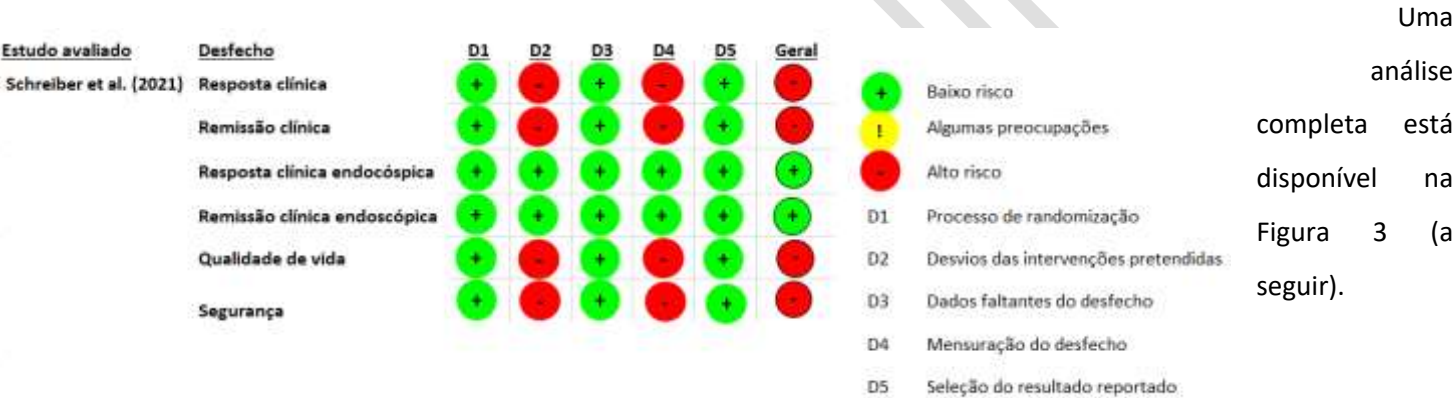 Estudo avaliado Desfecho D1 D2 D3 D4 D5 Geral
Schreiber et al. (2021) Resposta clínica + - + - + -
Remissão clínica + - + - + -
Resposta clínica endocóspica + + + + + +
Remissão clínica endoscópica + + + + + +
Qualidade de vida + - + - + -
Segurança + - + - + -
+ Baixo risco
! Algumas preocupações
- Alto risco
D1 Processo de randomização
D2 Desvios das intervenções pretendidas
D3 Dados faltantes do desfecho
D4 Mensuração do desfecho
D5 Seleção do resultado reportado
Uma
análise
completa está
disponível na
Figura 3 (a
seguir).